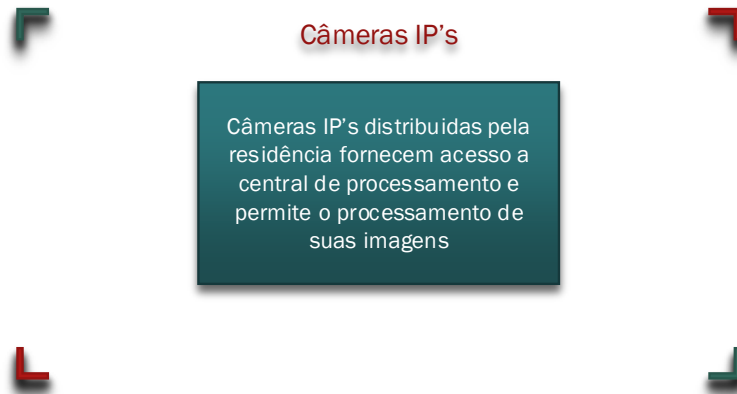 Câmeras IP’s
Câmeras IP’s distribuidas pela
residência fornecem acesso a
central de processamento e
permite o processamento de
suas imagens